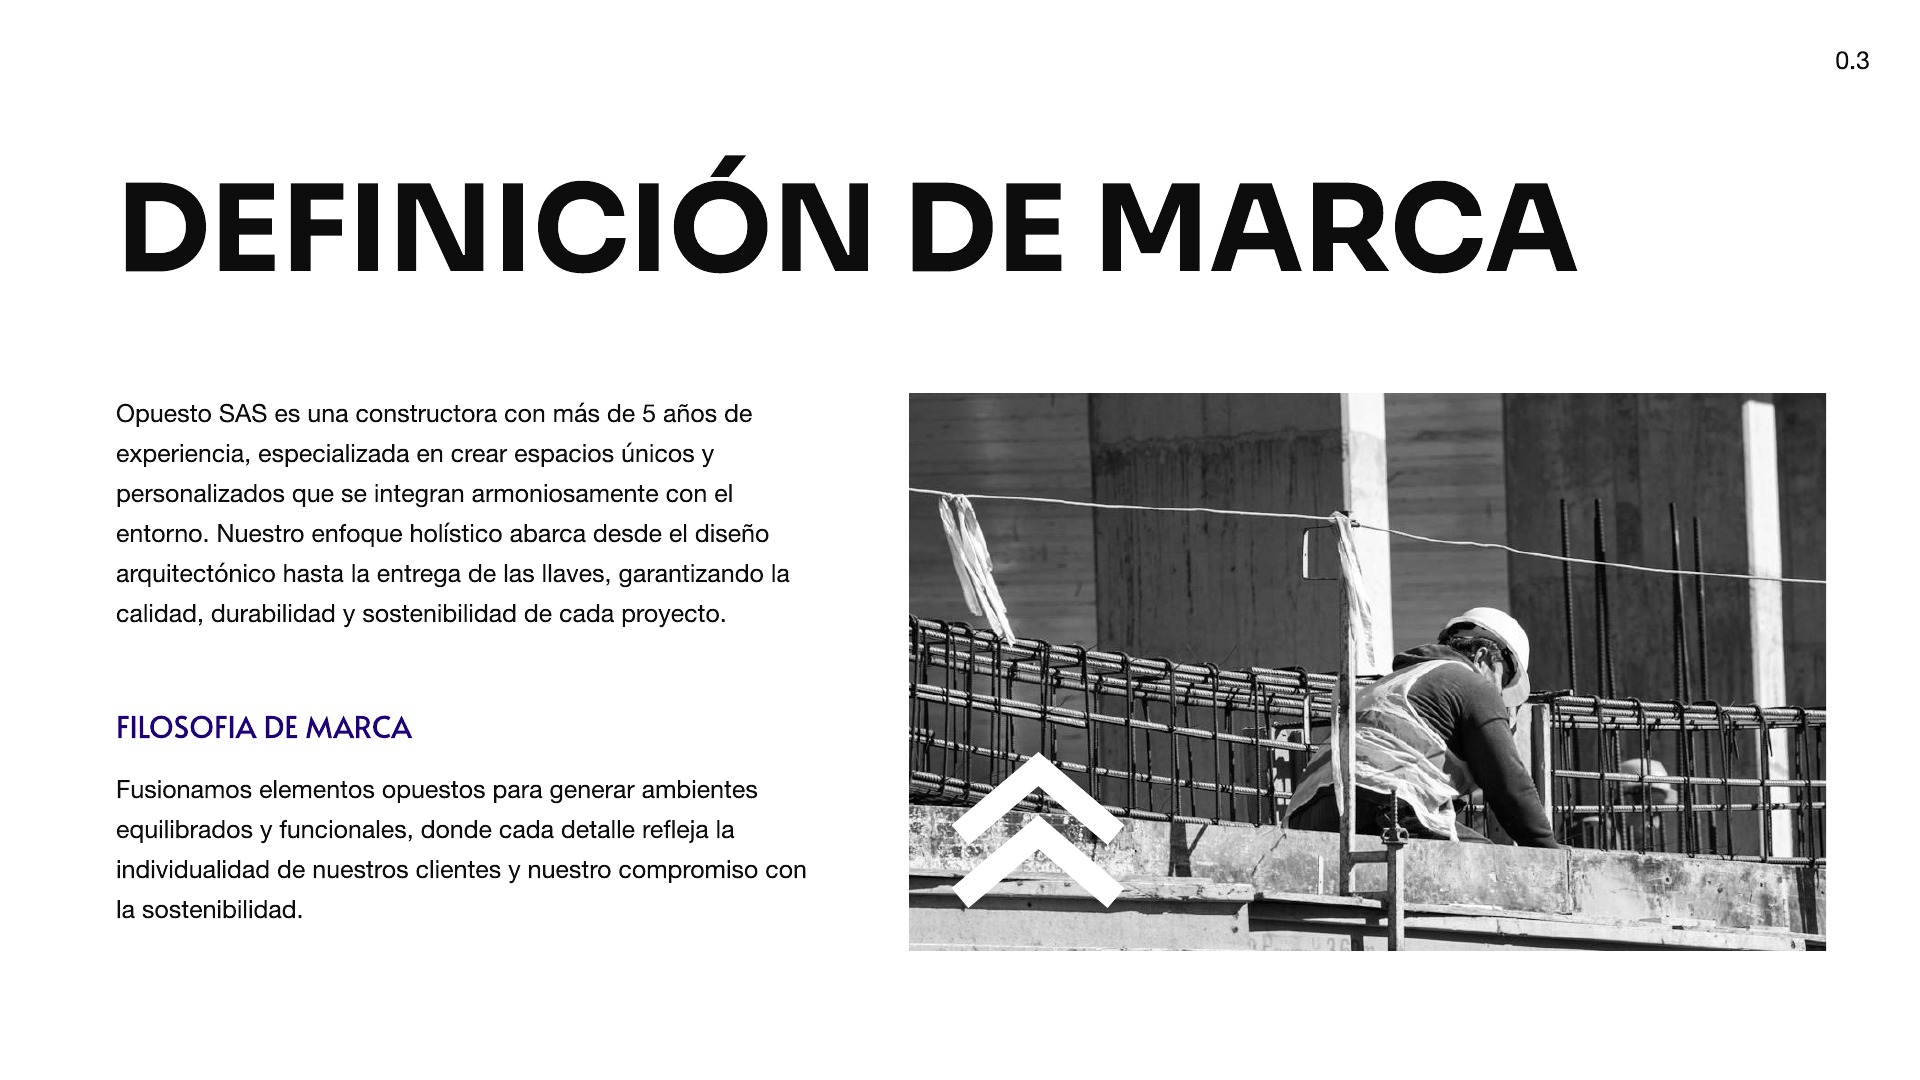 0.3
DEFINICIÓN DE MARCA
Opuesto SAS es una constructora con más de 5 años de
experiencia, especializada en crear espacios únicos y
personalizados que se integran armoniosamente con el
entorno. Nuestro enfoque holístico abarca desde el diseño
arquitectónico hasta la entrega de las llaves, garantizando la
calidad, durabilidad y sostenibilidad de cada proyecto.
FILOSOFIA DE MARCA
Fusionamos elementos opuestos para generar ambientes
equilibrados y funcionales, donde cada detalle refleja la
individualidad de nuestros clientes y nuestro compromiso con
la sostenibilidad.